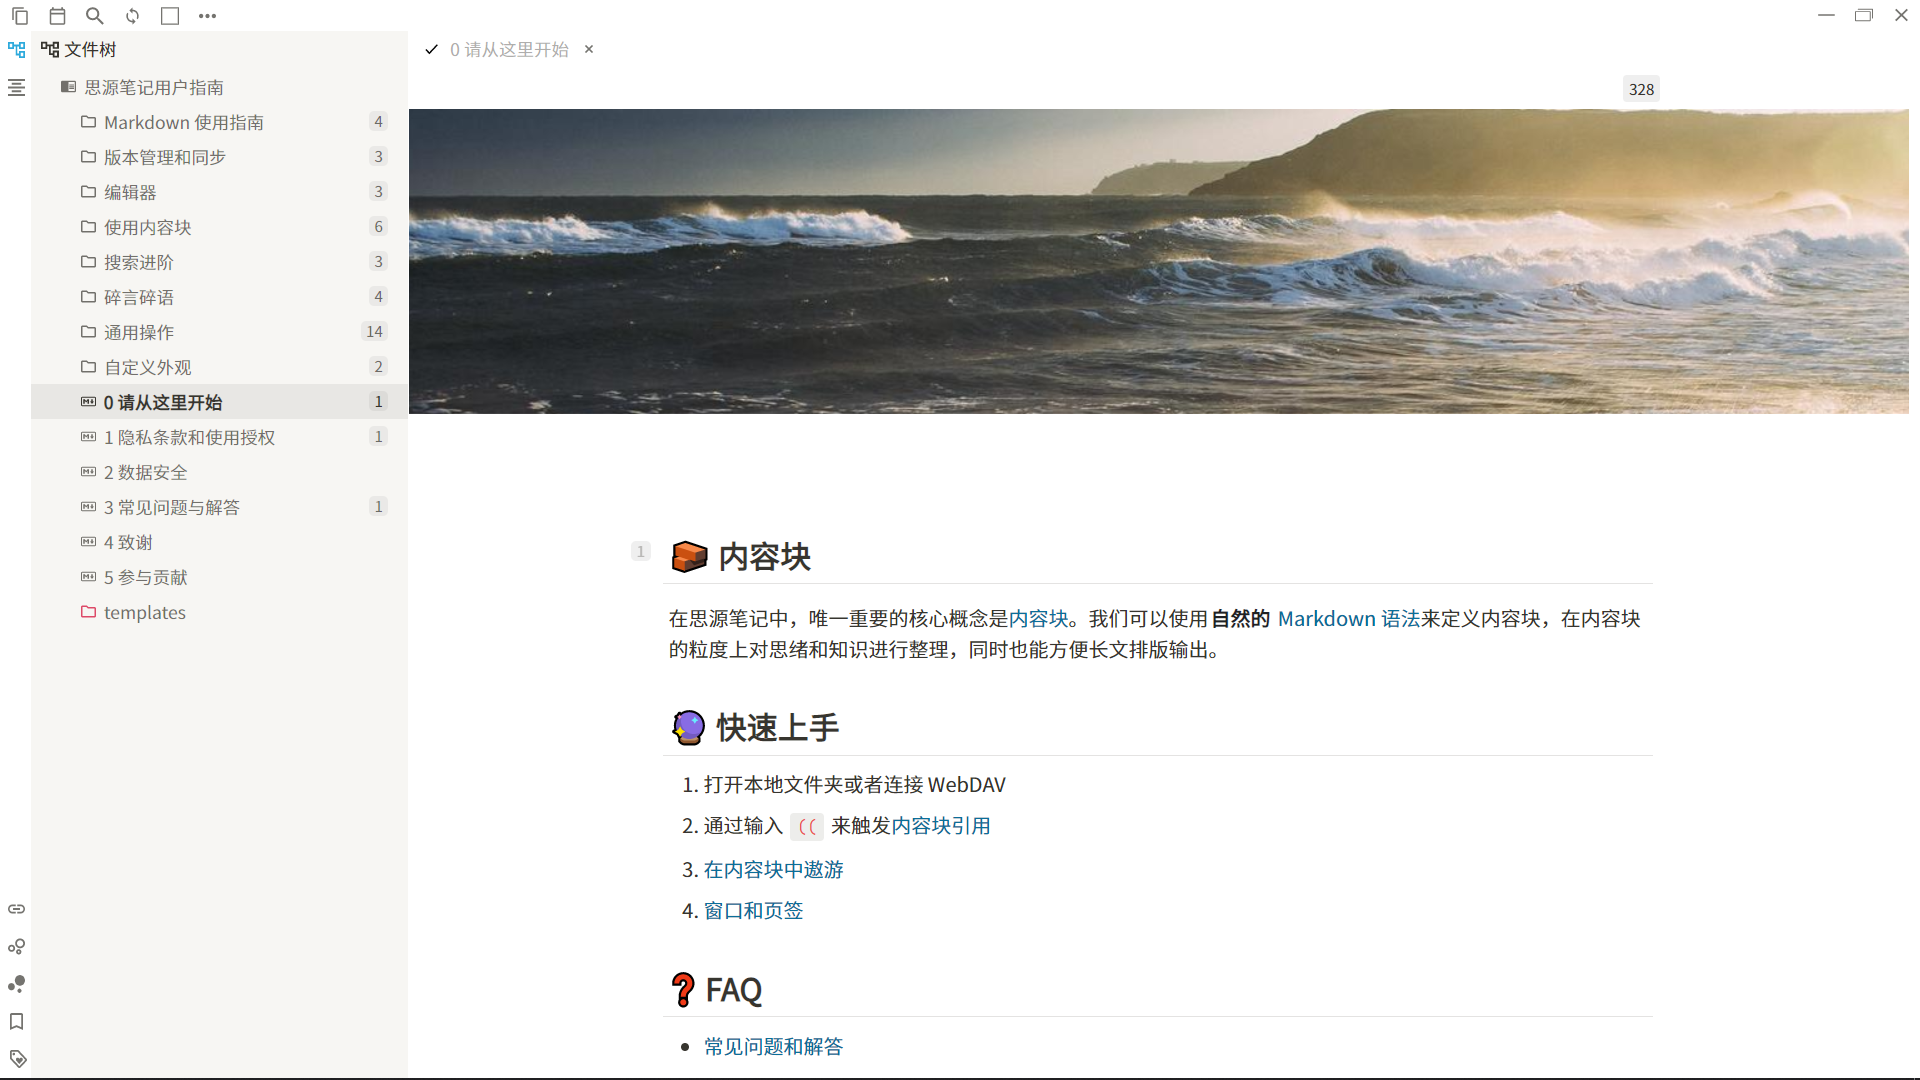 文件树
思源笔记用户指南
Markdown 使用指南 4
版本管理和同步 3
编辑器 3
使用内容块 6
搜索进阶 3
碎言碎语 4
通用操作 14
自定义外观 2
0 请从这里开始 1
1 隐私条款和使用授权 1
2 数据安全
3 常见问题与解答 1
4 致谢
5 参与贡献
templates
0 请从这里开始
328
1
内容块
在思源笔记中，唯一重要的核心概念是内容块。我们可以使用自然的 Markdown 语法来定义内容块，在内容块
的粒度上对思绪和知识进行整理，同时也能方便长文排版输出。
快速上手
1. 打开本地文件夹或者连接 WebDAV
2. 通过输入 (( 来触发内容块引用
3. 在内容块中遨游
4. 窗口和页签
FAQ
• 常见问题和解答